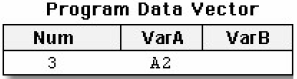 Program Data Vector
Num VarA VarB
3 A2